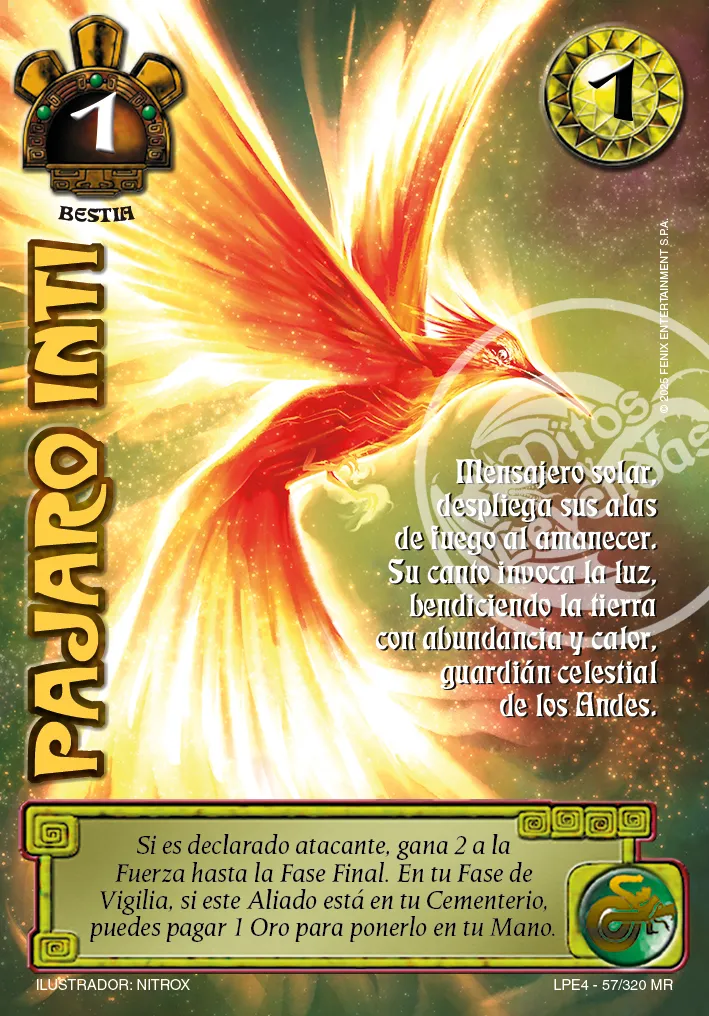 1
1
BESTIA
PAJARO INTI
© 2025 FENIX ENTERTAINMENT S.P.A.
Mitos
Leyendas
Mensajero solar,
despliega sus alas
de fuego al amanecer.
Su canto invoca la luz,
bendiciendo la tierra
con abundancia y calor,
guardián celestial
de los Andes.
Si es declarado atacante, gana 2 a la
Fuerza hasta la Fase Final. En tu Fase de
Vigilia, si este Aliado está en tu Cementerio,
puedes pagar 1 Oro para ponerlo en tu Mano.
ILUSTRADOR: NITROX
LPE4 - 57/320 MR